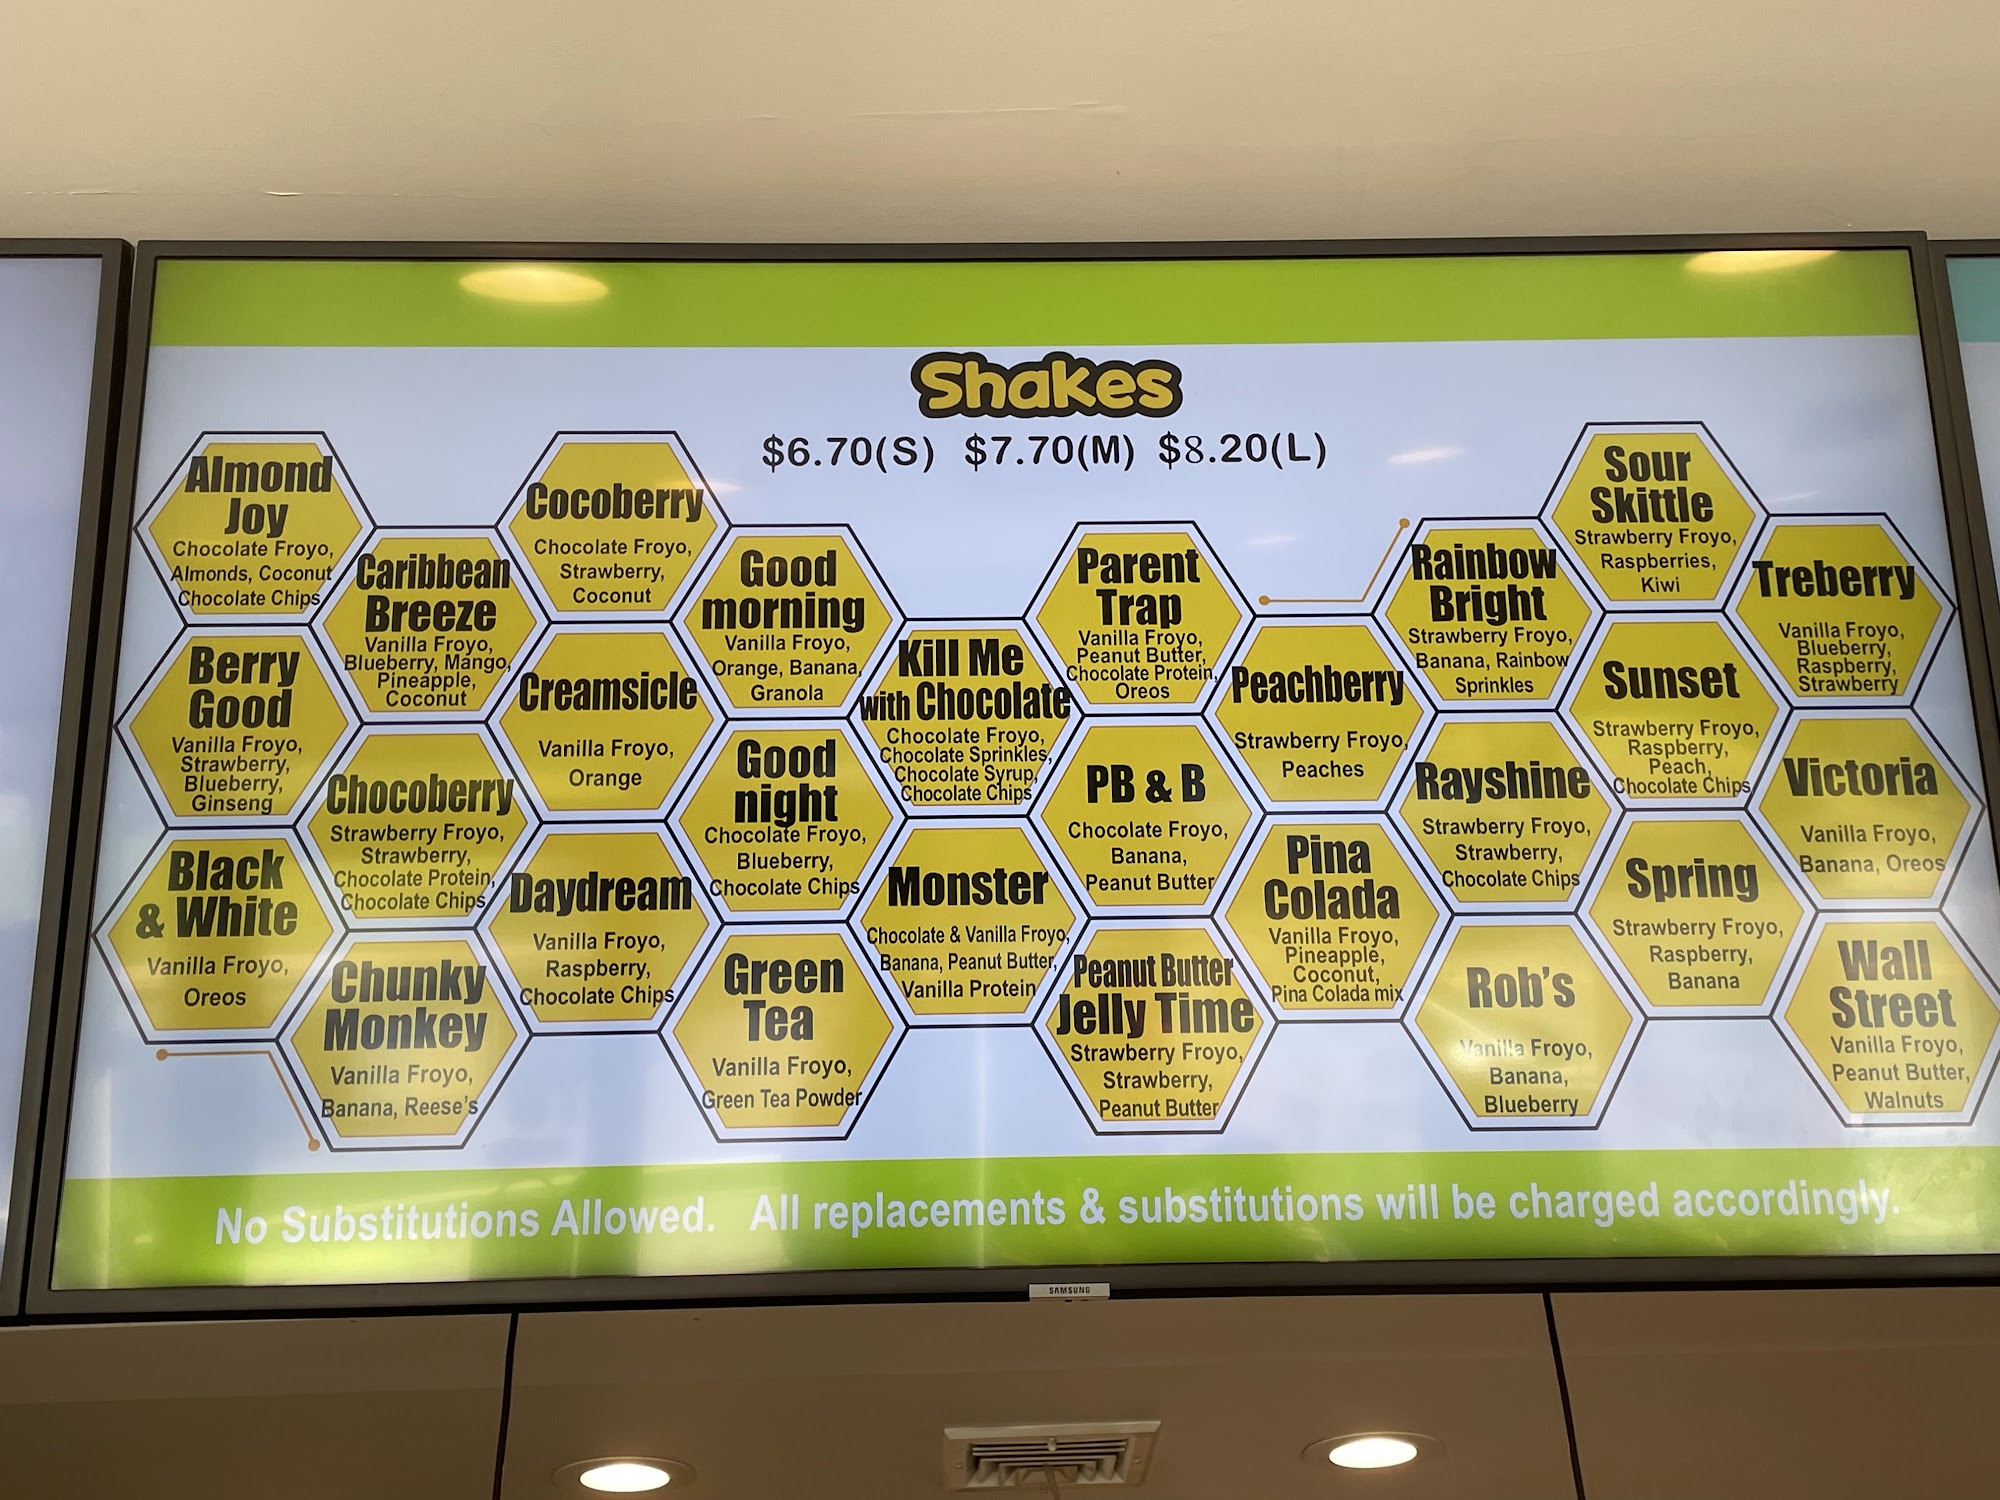 Shakes
$6.70(S) $7.70(M) $8.20(L)
Almond
Joy
Chocolate Froyo,
Almonds, Coconut
Chocolate Chips
Berry
Good
Vanilla Froyo,
Strawberry,
Blueberry,
Ginseng
Black
& White
Vanilla Froyo,
Oreos
Caribbean
Breeze
Vanilla Froyo,
Blueberry, Mango,
Pineapple,
Coconut
Chocoberry
Strawberry Froyo,
Strawberry,
Chocolate Protein,
Chocolate Chips
Chunky
Monkey
Vanilla Froyo,
Banana, Reese's
Cocoberry
Chocolate Froyo,
Strawberry,
Coconut
Creamsicle
Vanilla Froyo,
Orange
Daydream
Vanilla Froyo,
Raspberry,
Chocolate Chips
Good
morning
Vanilla Froyo,
Orange, Banana,
Granola
Good
night
Chocolate Froyo,
Blueberry,
Chocolate Chips
Green
Tea
Vanilla Froyo,
Green Tea Powder
Kill Me
with Chocolate
Chocolate Froyo,
Chocolate Sprinkles,
Chocolate Syrup,
Chocolate Chips
Monster
Chocolate & Vanilla Froyo,
Banana, Peanut Butter,
Vanilla Protein
Parent
Trap
Vanilla Froyo,
Peanut Butter,
Chocolate Protein,
Oreos
PB & B
Chocolate Froyo,
Banana,
Peanut Butter
Peanut Butter
Jelly Time
Strawberry Froyo,
Strawberry,
Peanut Butter
Peachberry
Strawberry Froyo,
Peaches
Pina
Colada
Vanilla Froyo,
Pineapple,
Coconut,
Pina Colada mix
Rainbow
Bright
Strawberry Froyo,
Banana, Rainbow
Sprinkles
Rayshine
Strawberry Froyo,
Strawberry,
Chocolate Chips
Rob's
Vanilla Froyo,
Banana,
Blueberry
Sour
Skittle
Strawberry Froyo,
Raspberries,
Kiwi
Sunset
Strawberry Froyo,
Raspberry,
Peach,
Chocolate Chips
Spring
Strawberry Froyo,
Raspberry,
Banana
Treberry
Vanilla Froyo,
Blueberry,
Raspberry,
Strawberry
Victoria
Vanilla Froyo,
Banana, Oreos
Wall
Street
Vanilla Froyo,
Peanut Butter,
Walnuts
No Substitutions Allowed. All replacements & substitutions will be charged accordingly.
SAMSUNG